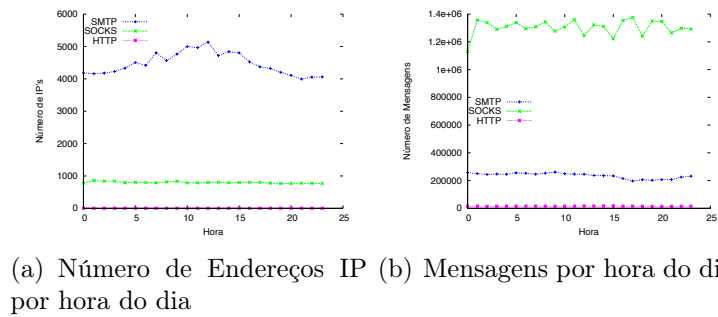 SMTP
SOCKS
HTTP
6000
5000
4000
3000
2000
1000
0
0 5 10 15 20 25
Número de IP's
Hora
1.4e+06
1.2e+06
1e+06
800000
600000
400000
200000
0
0 5 10 15 20 25
Número de Mensagens
Hora
SMTP
SOCKS
HTTP
(a) Número de Endereços IP
por hora do dia
(b) Mensagens por hora do di